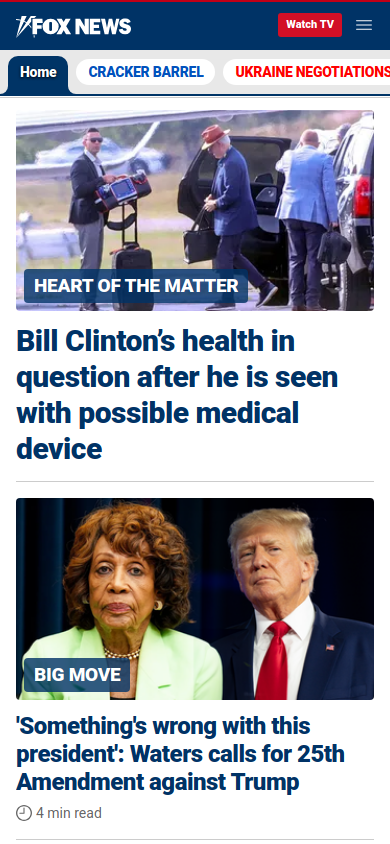 FOX NEWS
Watch TV
Home
CRACKER BARREL
UKRAINE NEGOTIATIONS
HEART OF THE MATTER
Bill Clinton’s health in
question after he is seen
with possible medical
device
BIG MOVE
'Something's wrong with this
president': Waters calls for 25th
Amendment against Trump
4 min read